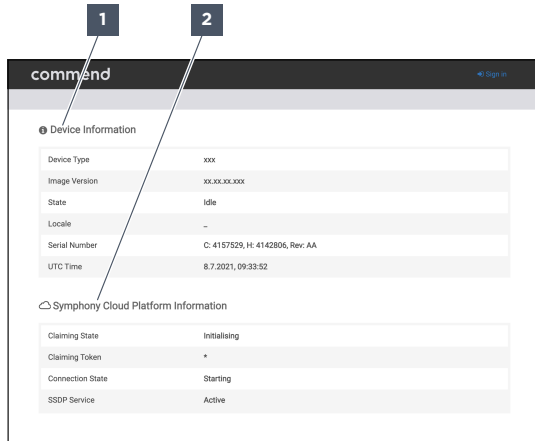 1 2
commend Sign in
Device Information
Device Type xxx
Image Version xx.xx.xx.xxx
State Idle
Locale _
Serial Number C: 4157529, H: 4142806, Rev: AA
UTC Time 8.7.2021, 09:33:52
Symphony Cloud Platform Information
Claiming State Initialising
Claiming Token *
Connection State Starting
SSDP Service Active